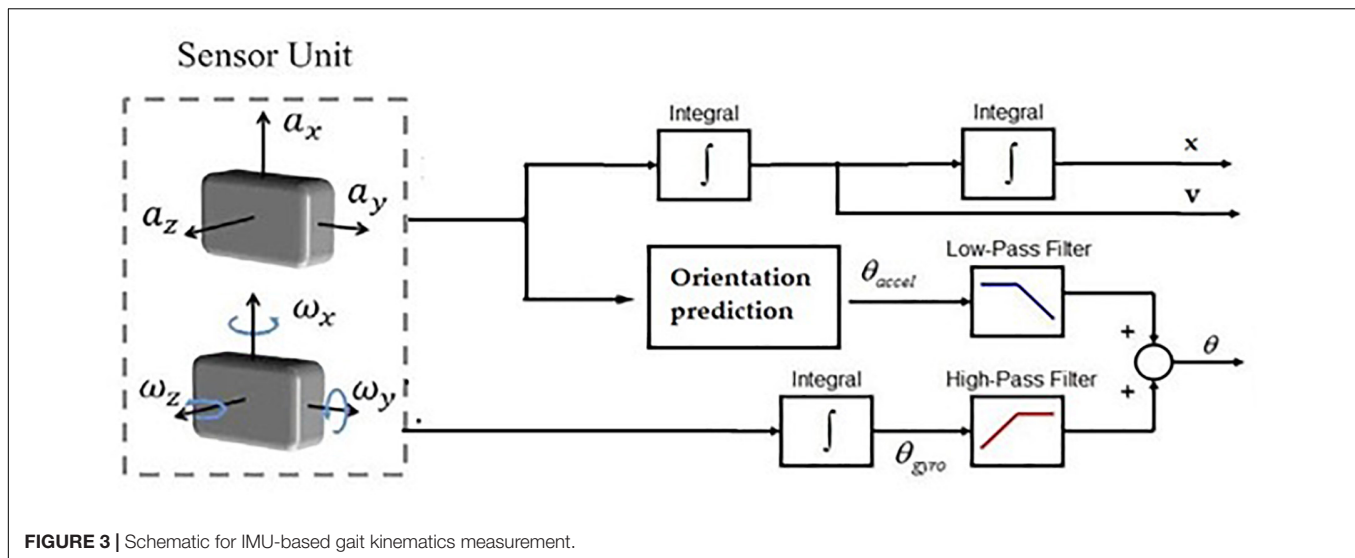 Sensor Unit
a_x
a_y
a_z
ω_x
ω_y
ω_z
Integral
∫
Integral
∫
x
v
Orientation
prediction
θ_accel
Low-Pass Filter
+
θ
+
Integral
∫
θ_gyro
High-Pass Filter
FIGURE 3 | Schematic for IMU-based gait kinematics measurement.